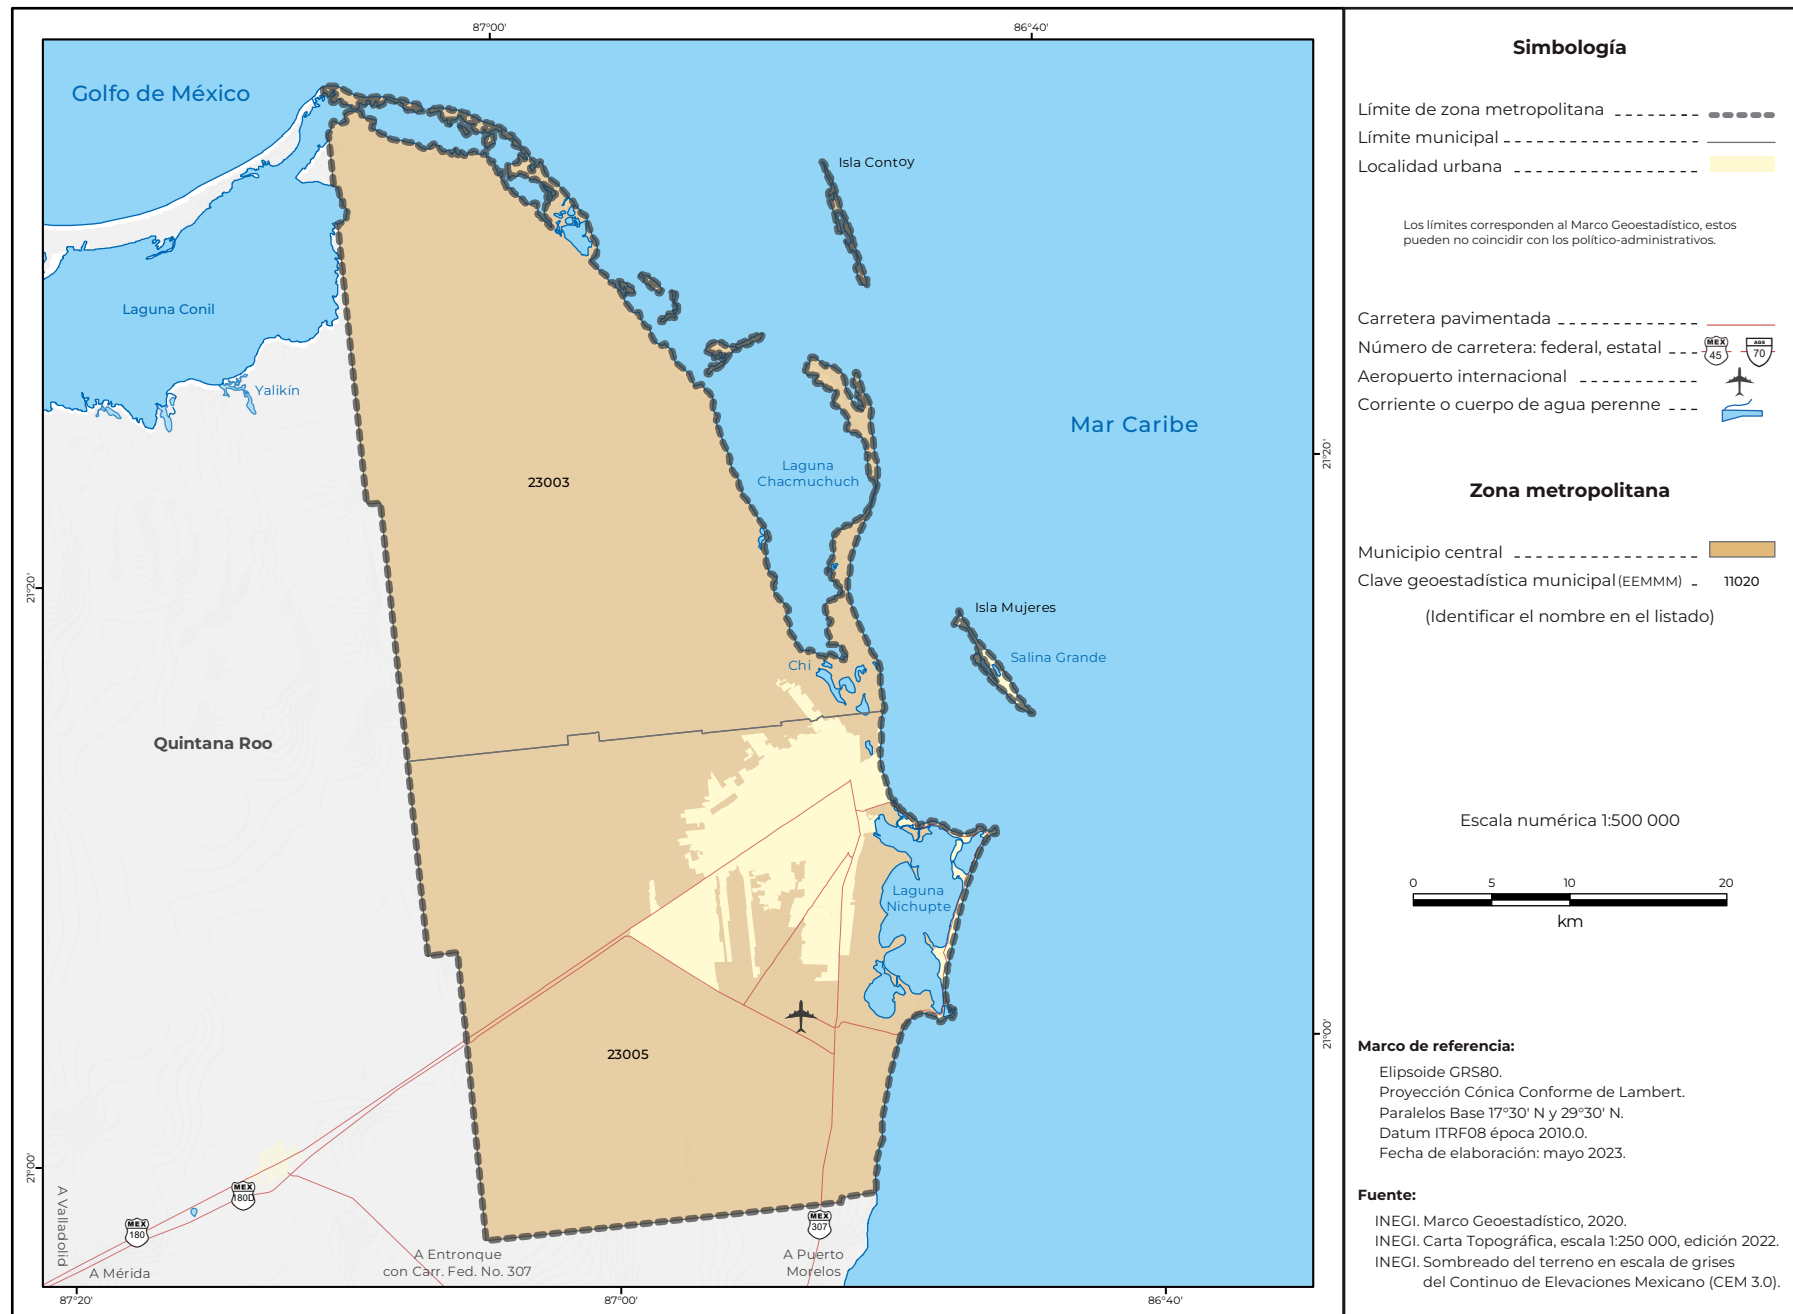 87°00'
86°40'
Golfo de México
Isla Contoy
Laguna Conil
Yalikín
Mar Caribe
21°20'
Laguna
Chacmuchuch
23003
21°20'
Isla Mujeres
Salina Grande
Chi
Quintana Roo
Laguna
Nichupte
21°00'
23005
21°00'
A Valladolid
MEX
180D
MEX
180
MEX
307
A Mérida
A Entronque
con Carr. Fed. No. 307
A Puerto
Morelos
87°20'
87°00'
86°40'
Simbología
Límite de zona metropolitana
Límite municipal
Localidad urbana
Los límites corresponden al Marco Geoestadístico, estos
pueden no coincidir con los político-administrativos.
Carretera pavimentada
Número de carretera: federal, estatal
MEX
45
AGS
70
Aeropuerto internacional
Corriente o cuerpo de agua perenne
Zona metropolitana
Municipio central
Clave geoestadística municipal (EEMMM) 11020
(Identificar el nombre en el listado)
Escala numérica 1:500 000
0 5 10 20
km
Marco de referencia:
Elipsoide GRS80.
Proyección Cónica Conforme de Lambert.
Paralelos Base 17°30' N y 29°30' N.
Datum ITRF08 época 2010.0.
Fecha de elaboración: mayo 2023.
Fuente:
INEGI. Marco Geoestadístico, 2020.
INEGI. Carta Topográfica, escala 1:250 000, edición 2022.
INEGI. Sombreado del terreno en escala de grises
del Continuo de Elevaciones Mexicano (CEM 3.0).